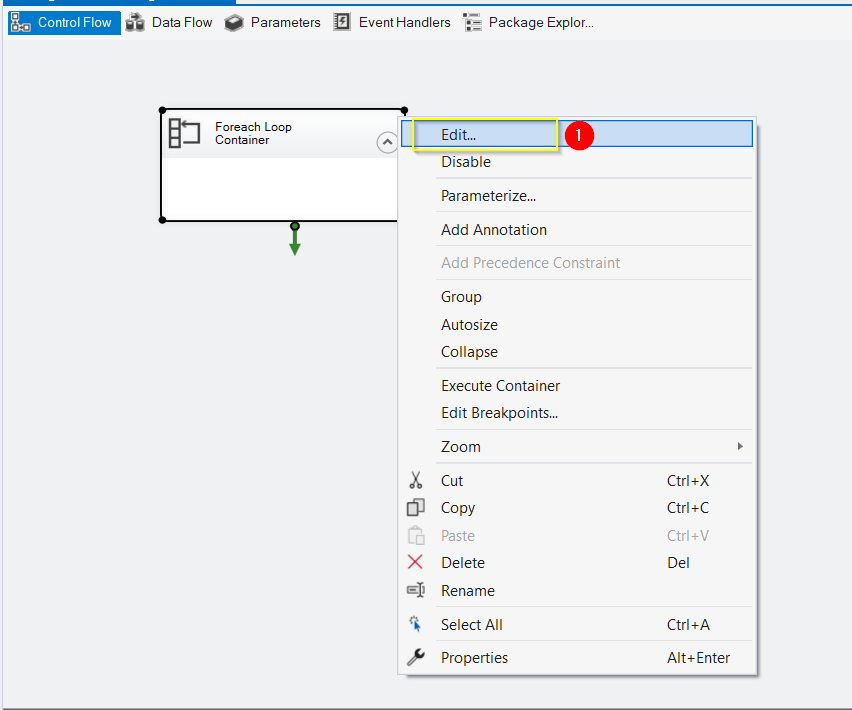 Control Flow Data Flow Parameters Event Handlers Package Explor...
Foreach Loop
Container
Edit... 1
Disable
Parameterize...
Add Annotation
Add Precedence Constraint
Group
Autosize
Collapse
Execute Container
Edit Breakpoints...
Zoom
Cut Ctrl+X
Copy Ctrl+C
Paste Ctrl+V
Delete Del
Rename
Select All Ctrl+A
Properties Alt+Enter